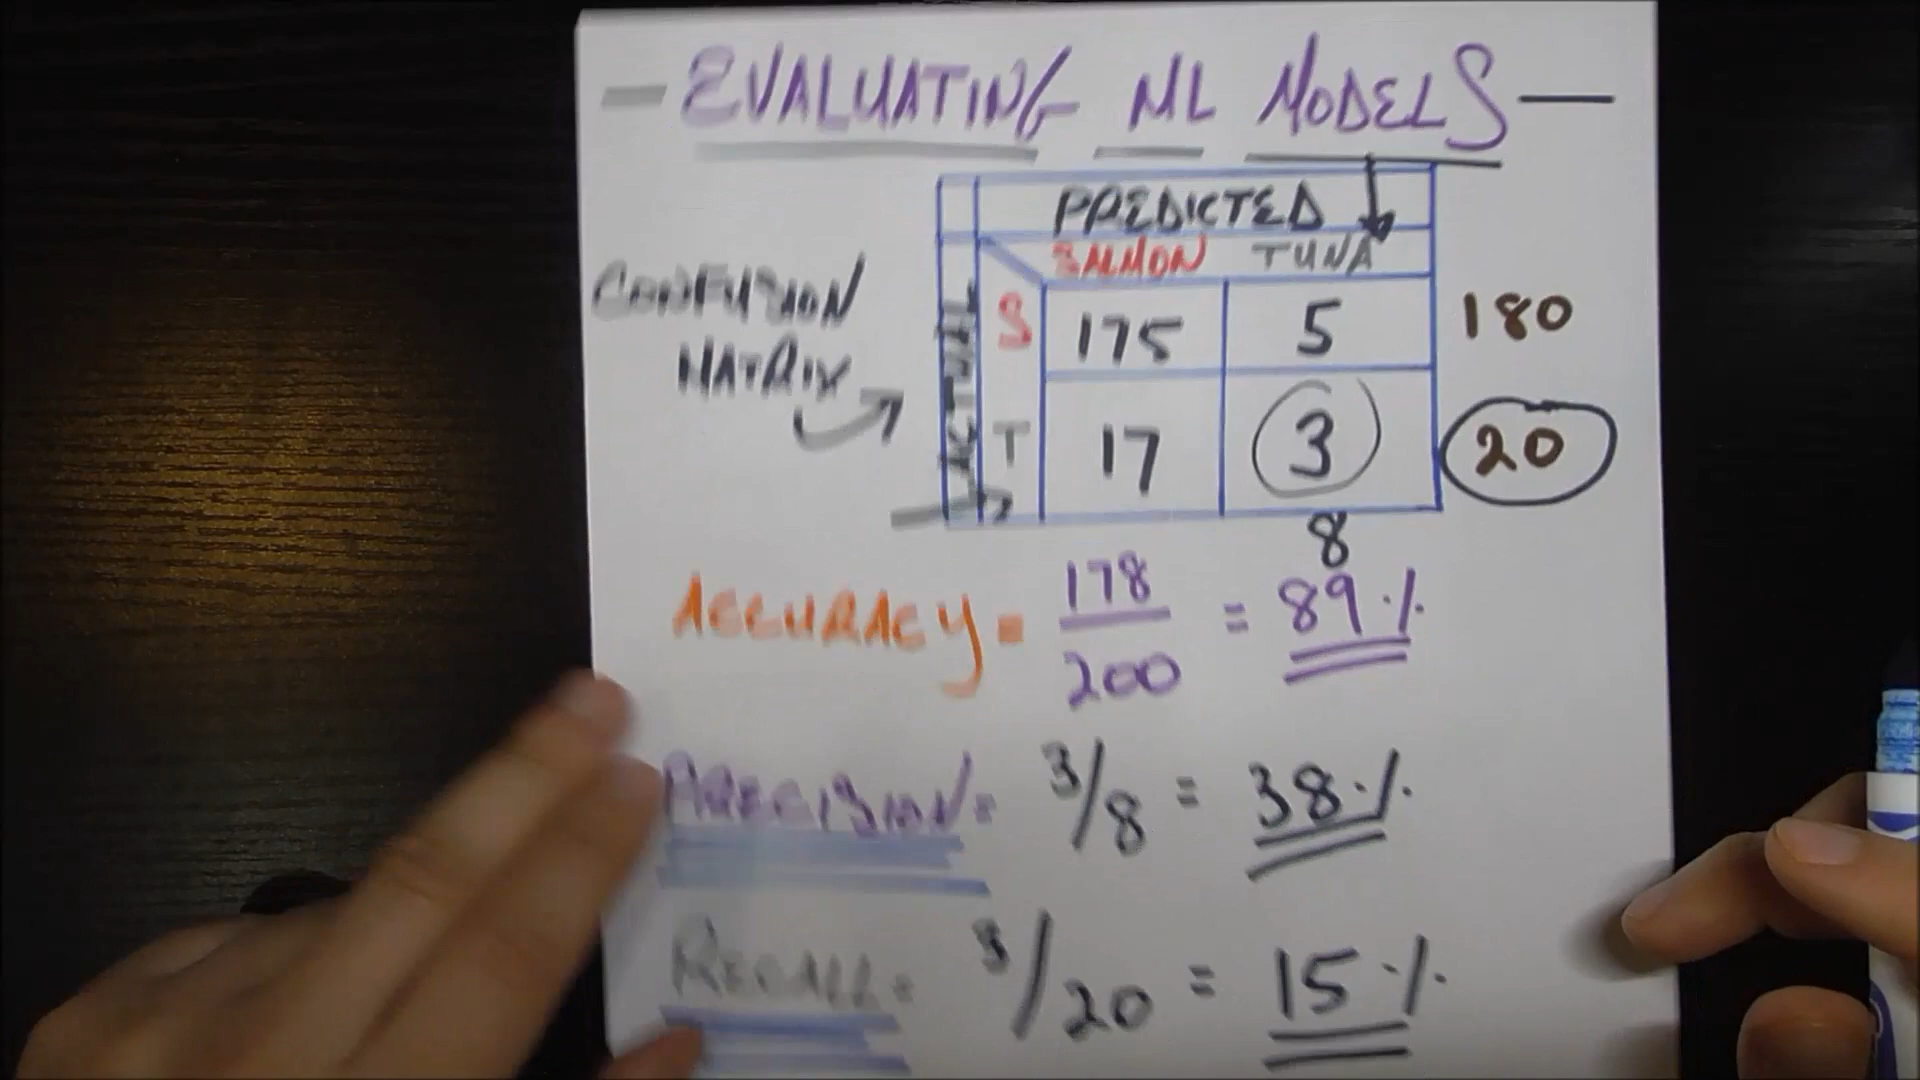 — EVALUATING ML MODELS —
PREDICTED
SALMON TUNA
CONFUSION
MATRIX
ACTUAL
S 175 5 180
T 17 3 20
8
ACCURACY = 178/200 = 89%
PRECISION = 3/8 = 38%
RECALL = 3/20 = 15%